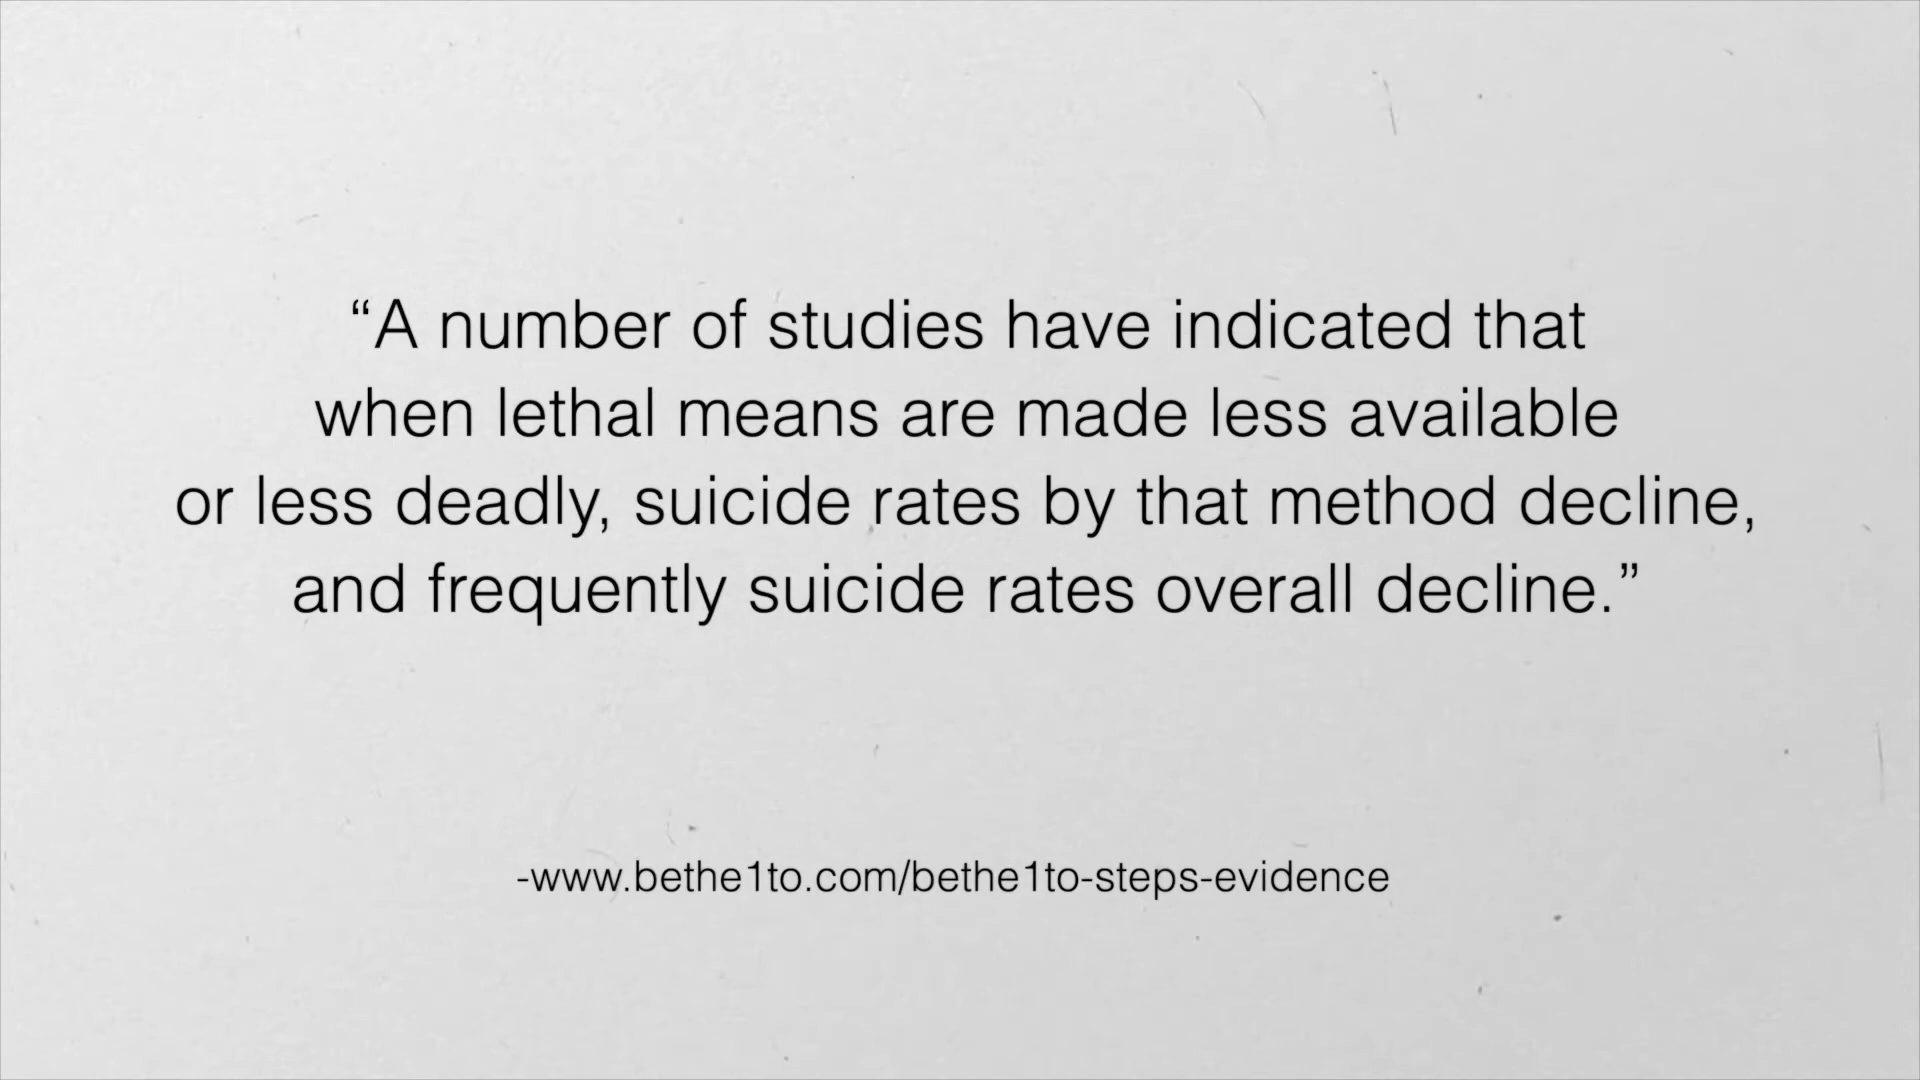 “A number of studies have indicated that
when lethal means are made less available
or less deadly, suicide rates by that method decline,
and frequently suicide rates overall decline.”
-www.bethe1to.com/bethe1to-steps-evidence